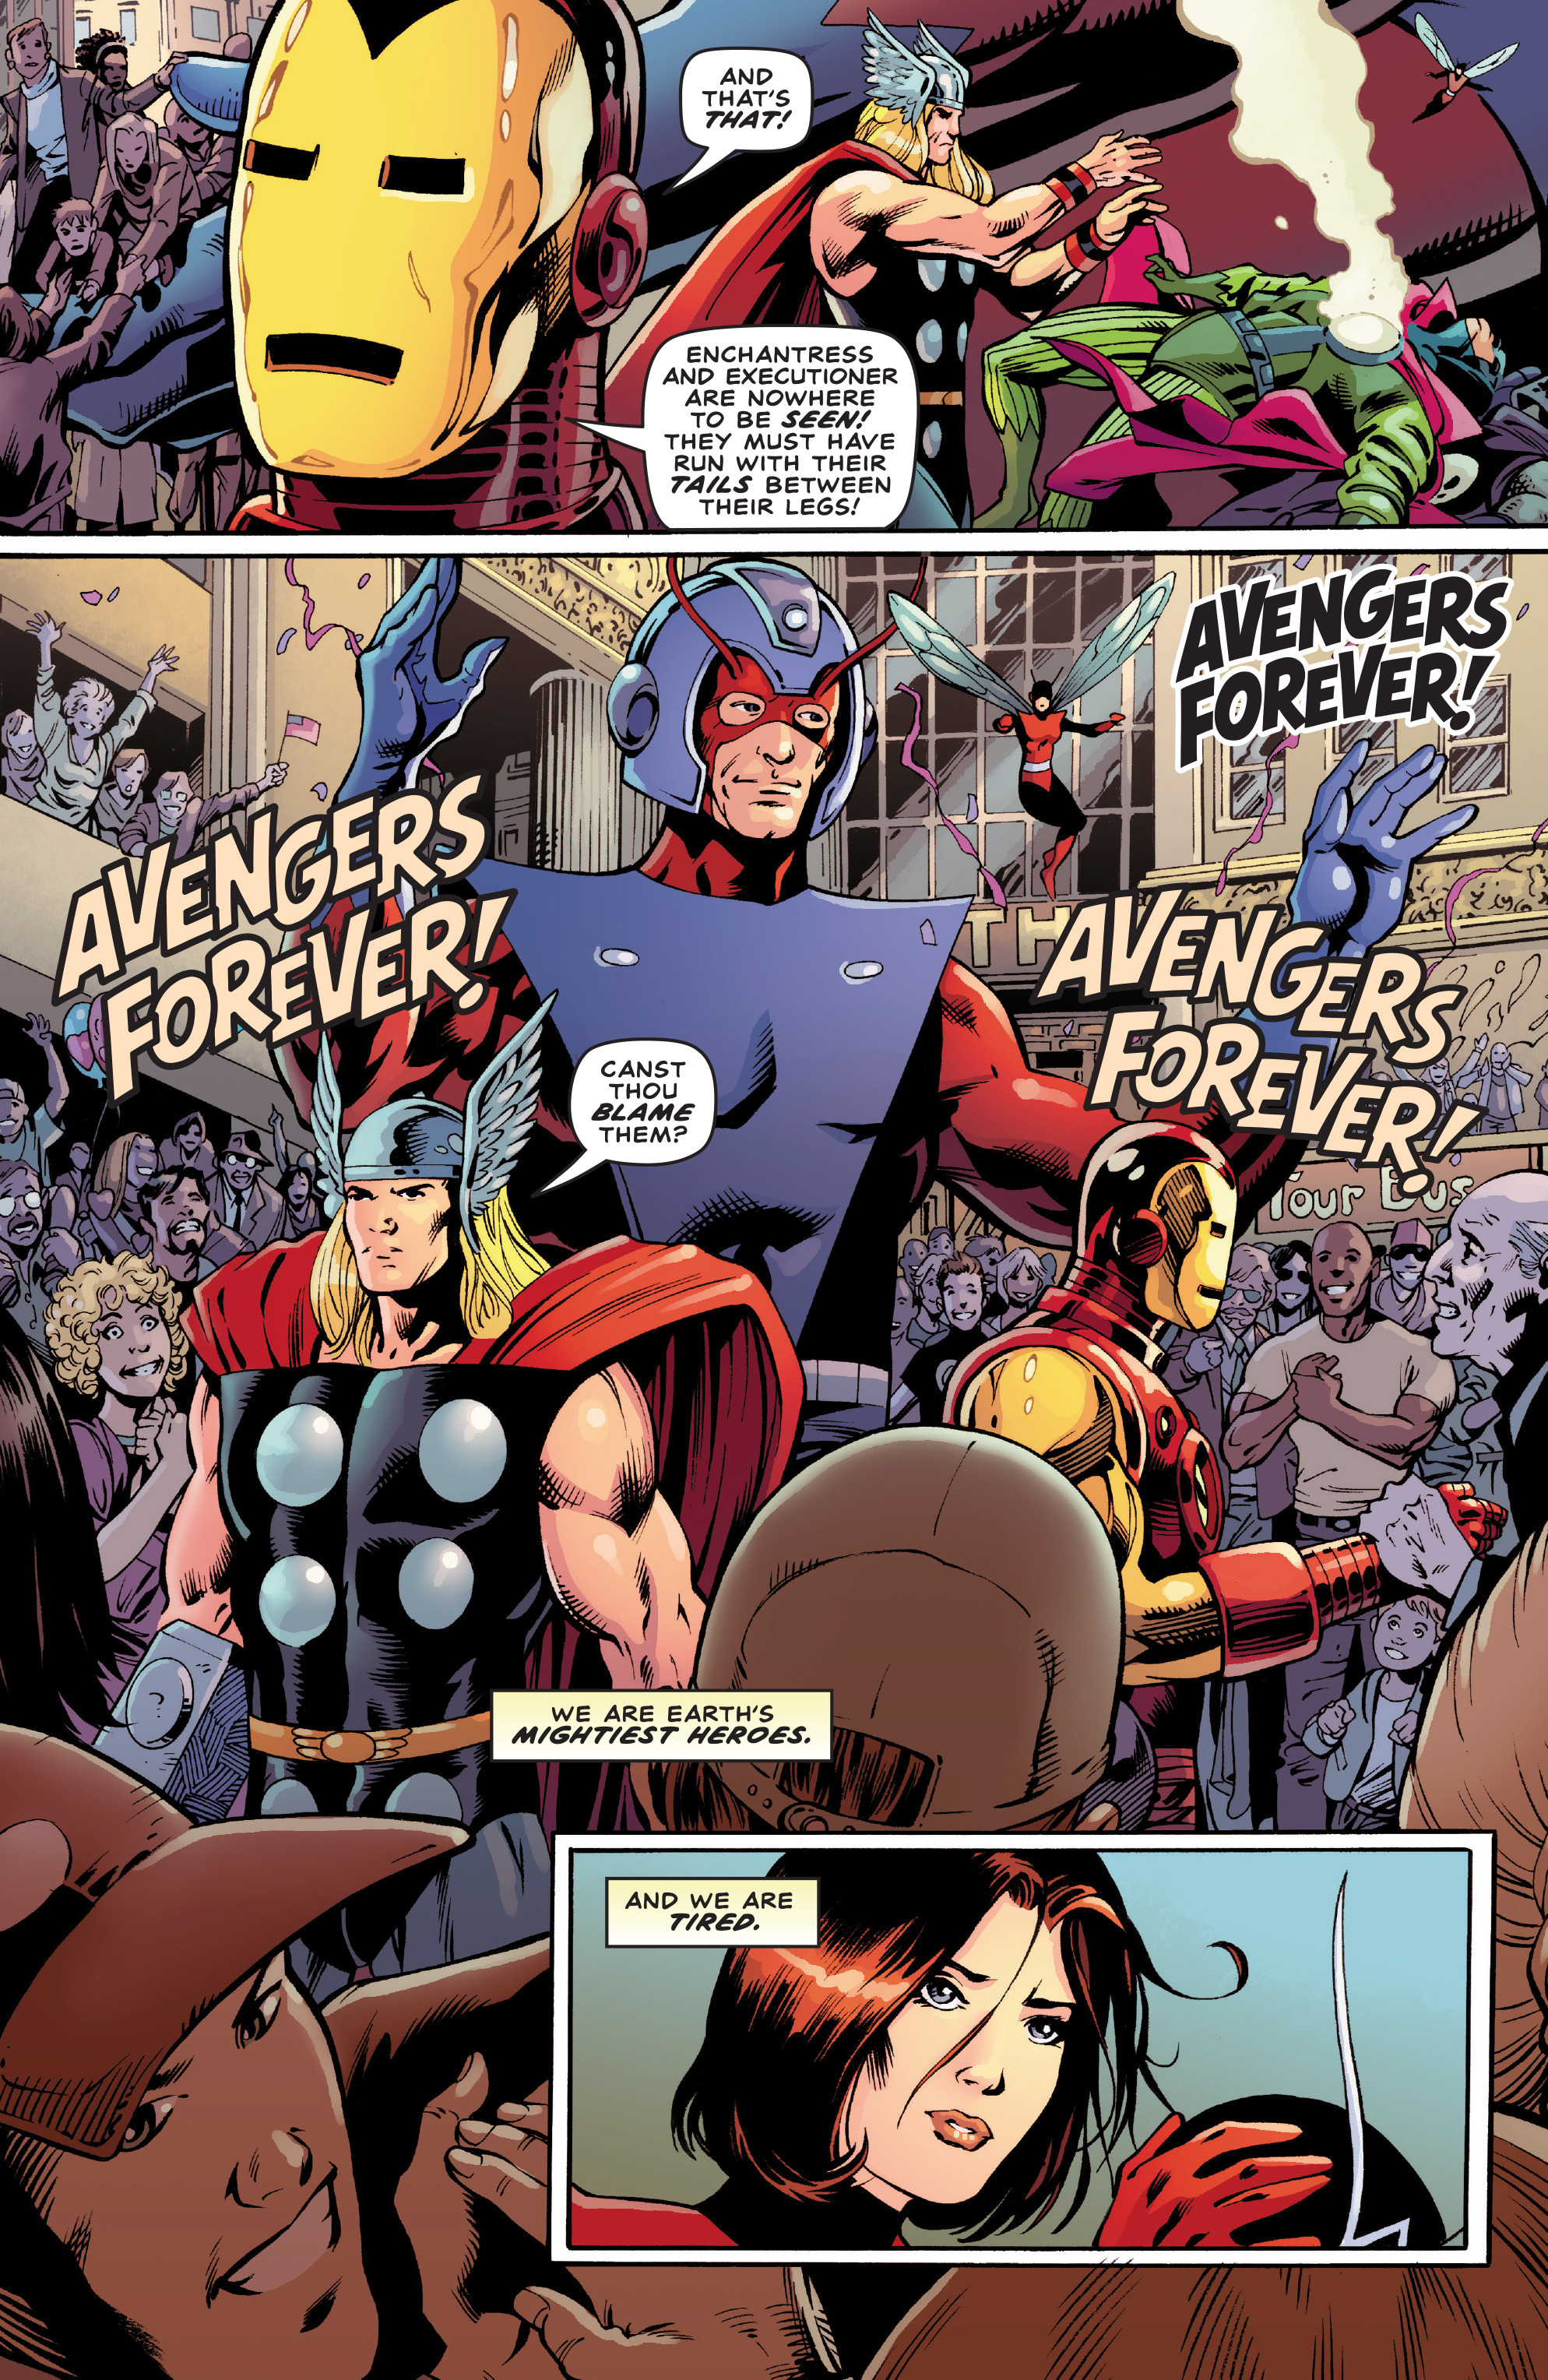 AND
THAT'S
THAT!
ENCHANTRESS
AND EXECUTIONER
ARE NOWHERE
TO BE SEEN!
THEY MUST HAVE
RUN WITH THEIR
TAILS BETWEEN
THEIR LEGS!
AVENGERS
FOREVER!
AVENGERS
FOREVER!
TH
AVENGERS
FOREVER!
CANST
THOU
BLAME
THEM?
Tour Bus
WE ARE EARTH'S
MIGHTIEST HEROES.
AND WE ARE
TIRED.